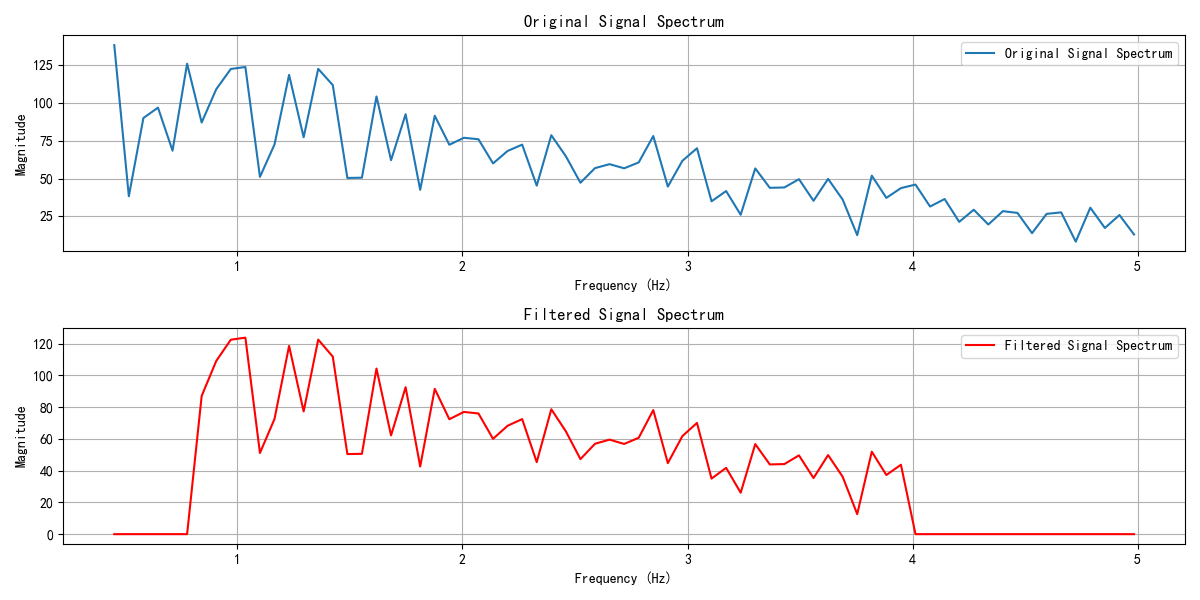 Original Signal Spectrum
Original Signal Spectrum
125
100
75
50
25
Magnitude
1 2 3 4 5
Frequency (Hz)
Filtered Signal Spectrum
Filtered Signal Spectrum
120
100
80
60
40
20
0
Magnitude
1 2 3 4 5
Frequency (Hz)